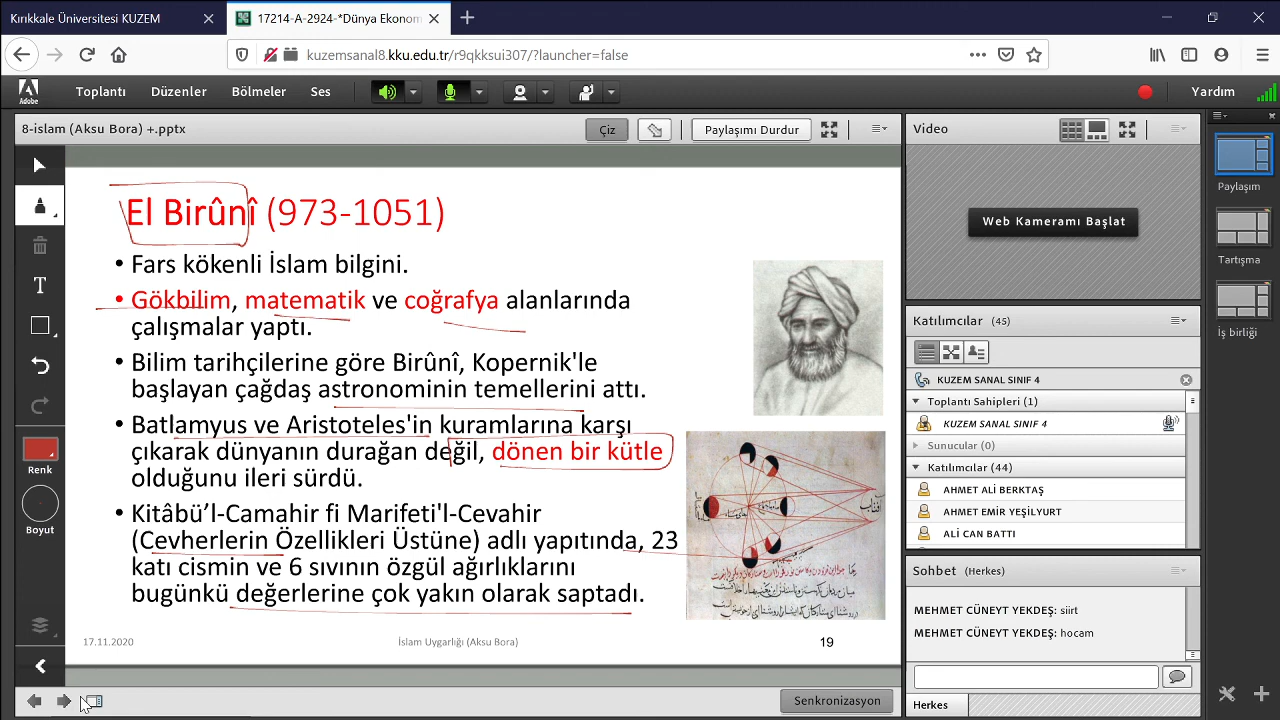 Kırıkkale Üniversitesi KUZEM
17214-A-2924-*Dünya Ekonom
kuzemsanal8.kku.edu.tr/r9qkksui307/?launcher=false
Adobe
Toplantı
Düzenler
Bölmeler
Ses
Yardım
8-islam (Aksu Bora) +.pptx
Çiz
Paylaşımı Durdur
El Birûnî (973-1051)
• Fars kökenli İslam bilgini.
• Gökbilim, matematik ve coğrafya alanlarında
çalışmalar yaptı.
• Bilim tarihçilerine göre Birûnî, Kopernik'le
başlayan çağdaş astronominin temellerini attı.
• Batlamyus ve Aristoteles'in kuramlarına karşı
çıkarak dünyanın durağan değil, dönen bir kütle
olduğunu ileri sürdü.
• Kitâbü’l-Camahir fi Marifeti'l-Cevahir
(Cevherlerin Özellikleri Üstüne) adlı yapıtında, 23
katı cismin ve 6 sıvının özgül ağırlıklarını
bugünkü değerlerine çok yakın olarak saptadı.
17.11.2020
İslam Uygarlığı (Aksu Bora)
19
T
Renk
Boyut
Senkronizasyon
Video
Web Kameramı Başlat
Katılımcılar (45)
KUZEM SANAL SINIF 4
Toplantı Sahipleri (1)
KUZEM SANAL SINIF 4
Sunucular (0)
Katılımcılar (44)
AHMET ALİ BERKTAŞ
AHMET EMİR YEŞİLYURT
ALİ CAN BATTI
Sohbet (Herkes)
MEHMET CÜNEYT YEKDEŞ: siirt
MEHMET CÜNEYT YEKDEŞ: hocam
Herkes
Paylaşım
Tartışma
İş birliği